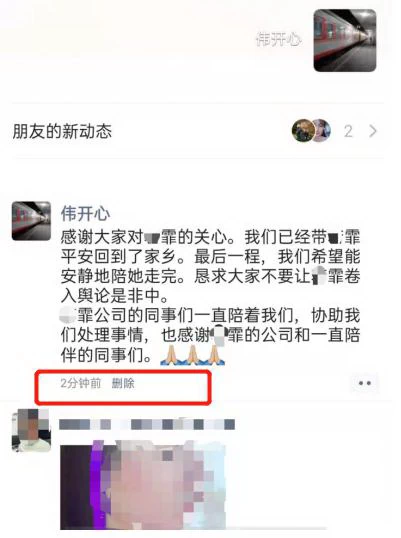 伟开心
朋友的新动态
2
伟开心
感谢大家对霏的关心。我们已经带霏
平安回到了家乡。最后一程，我们希望能
安静地陪她走完。恳求大家不要让霏卷
入舆论是非中。
霏公司的同事们一直陪着我们，协助我
们处理事情，也感谢霏的公司和一直陪
伴的同事们。🙏🏼🙏🏼🙏🏼
2分钟前 删除